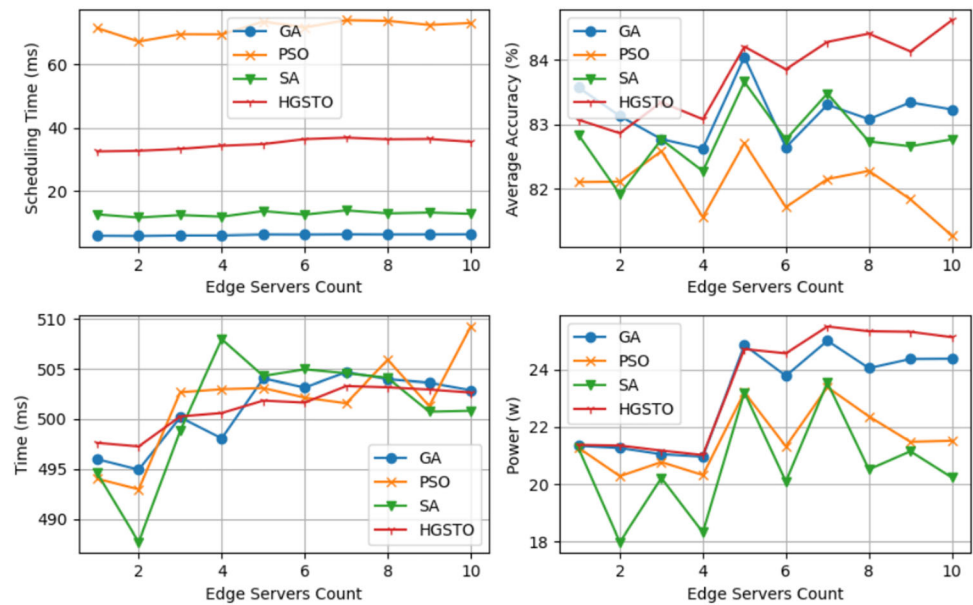 Scheduling Time (ms)
60
40
20
2 4 6 8 10
Edge Servers Count
GA
PSO
SA
HGSTO
Average Accuracy (%)
84
83
82
2 4 6 8 10
Edge Servers Count
GA
PSO
SA
HGSTO
Time (ms)
510
505
500
495
490
2 4 6 8 10
Edge Servers Count
GA
PSO
SA
HGSTO
Power (w)
24
22
20
18
2 4 6 8 10
Edge Servers Count
GA
PSO
SA
HGSTO